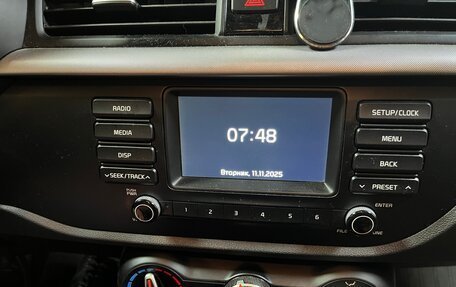 RADIO
MEDIA
DISP
SEEK/TRACK
PUSH
PWR
07:48
Вторник, 11.11.2025
SETUP/CLOCK
MENU
BACK
PRESET
ENTER
FILE
1 2 3 4 5 6